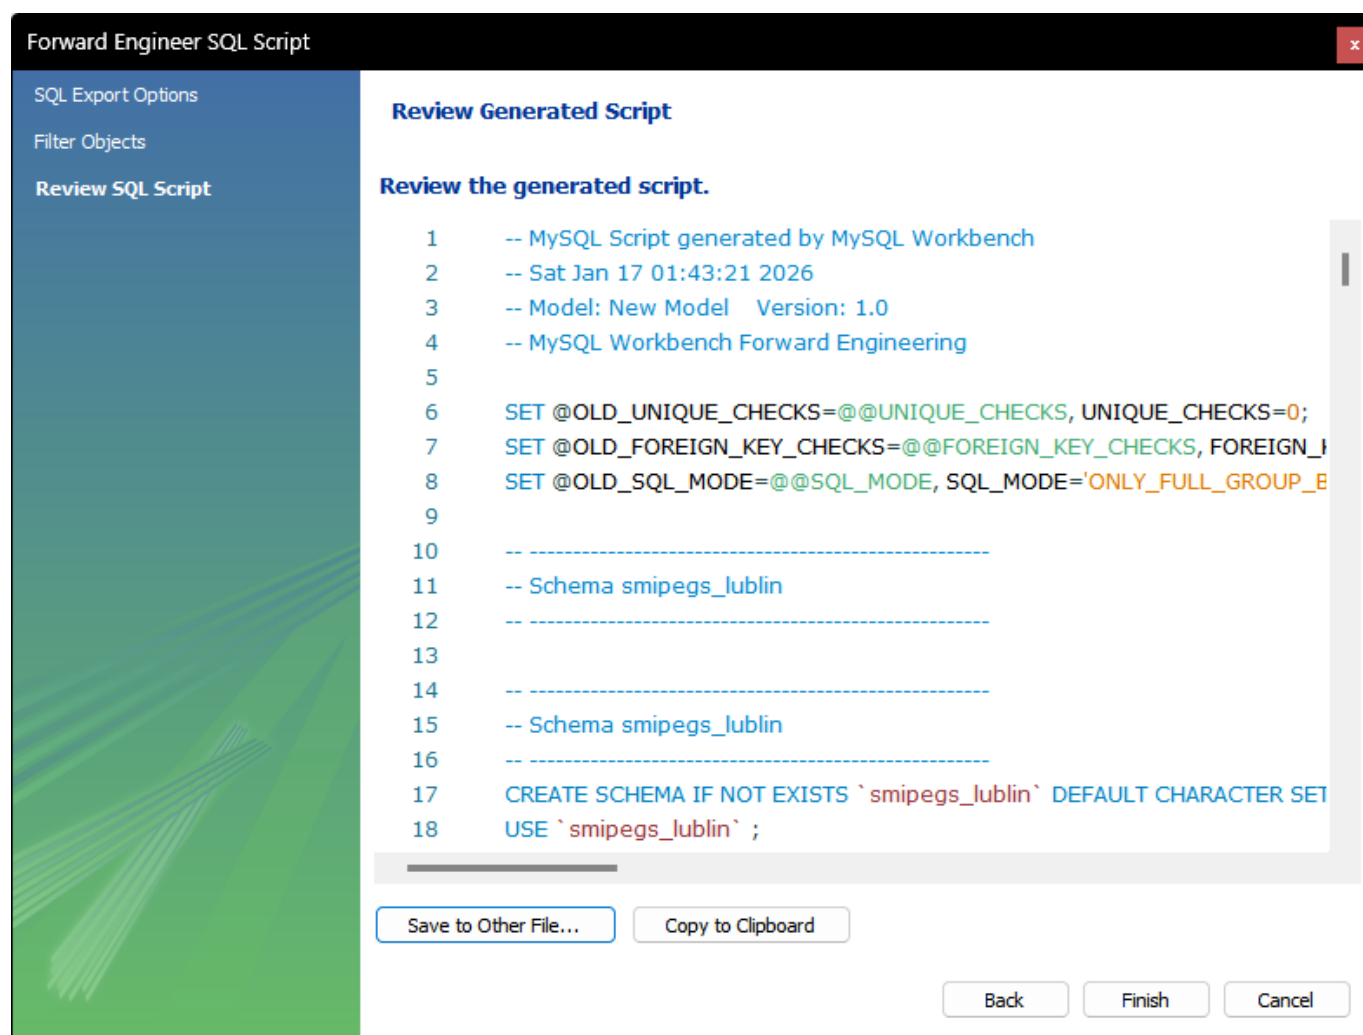 Forward Engineer SQL Script
x
SQL Export Options
Filter Objects
Review SQL Script
Review Generated Script
Review the generated script.
1 -- MySQL Script generated by MySQL Workbench
2 -- Sat Jan 17 01:43:21 2026
3 -- Model: New Model    Version: 1.0
4 -- MySQL Workbench Forward Engineering
5
6 SET @OLD_UNIQUE_CHECKS=@@UNIQUE_CHECKS, UNIQUE_CHECKS=0;
7 SET @OLD_FOREIGN_KEY_CHECKS=@@FOREIGN_KEY_CHECKS, FOREIGN_
8 SET @OLD_SQL_MODE=@@SQL_MODE, SQL_MODE='ONLY_FULL_GROUP_B
9
10 -- -----------------------------------------------------
11 -- Schema smipegs_lublin
12 -- -----------------------------------------------------
13
14 -- -----------------------------------------------------
15 -- Schema smipegs_lublin
16 -- -----------------------------------------------------
17 CREATE SCHEMA IF NOT EXISTS `smipegs_lublin` DEFAULT CHARACTER SET
18 USE `smipegs_lublin` ;
Save to Other File...
Copy to Clipboard
Back
Finish
Cancel